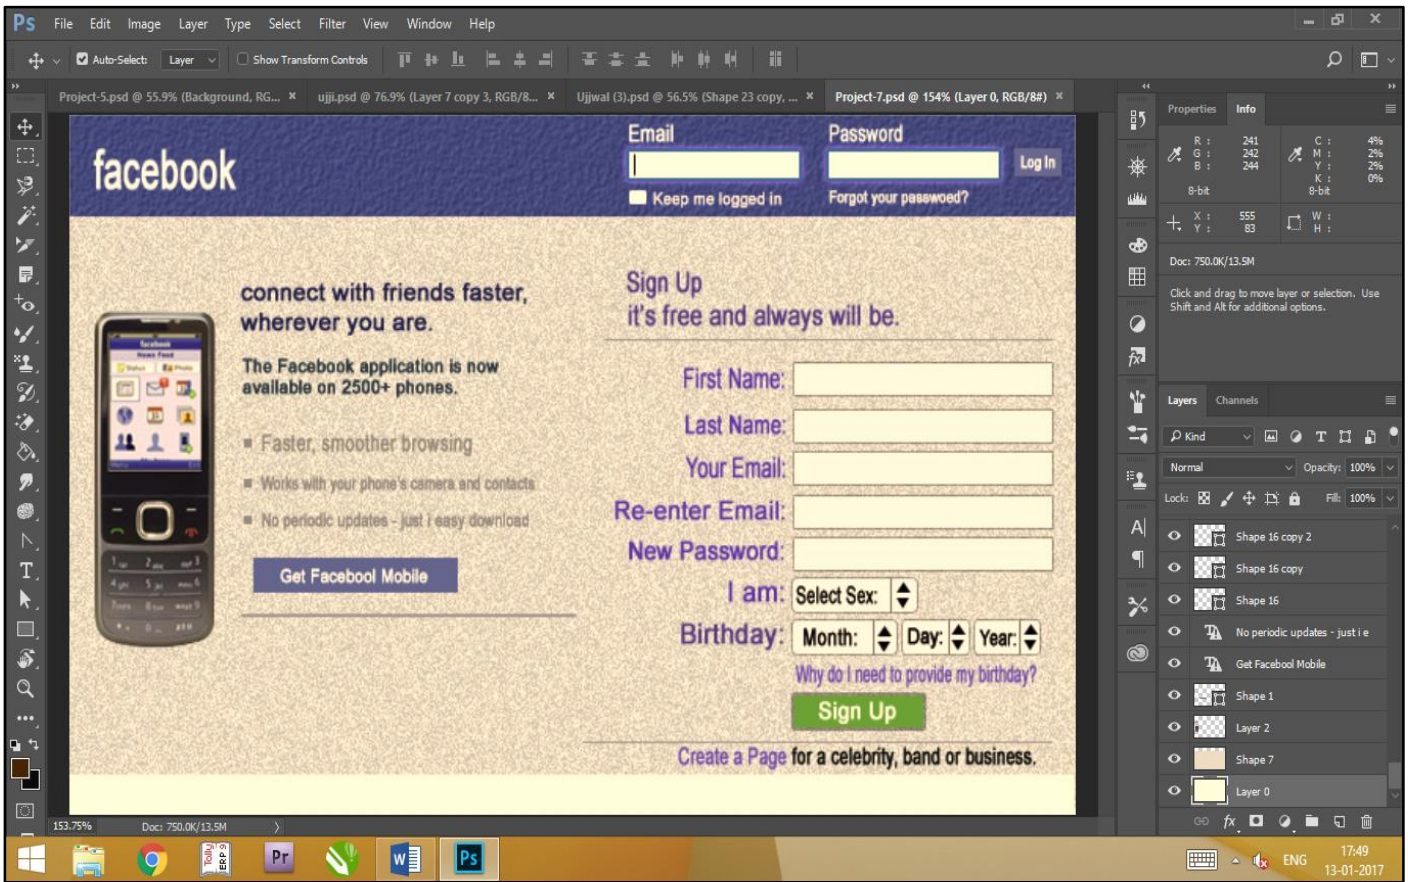 Ps File Edit Image Layer Type Select Filter View Window Help
Auto-Select: Layer Show Transform Controls
Project-5.psd @ 55.9% (Background, RG... × ujji.psd @ 76.9% (Layer 7 copy 3, RGB/8... × Ujjwal (3).psd @ 56.5% (Shape 23 copy, ... × Project-7.psd @ 154% (Layer 0, RGB/8#) ×
Properties Info
R : 241 C : 4%
G : 242 M : 2%
B : 244 Y : 2%
K : 0%
8-bit 8-bit
X : 555 W :
Y : 83 H :
Doc: 750.0K/13.5M
Click and drag to move layer or selection. Use
Shift and Alt for additional options.
Layers Channels
Kind
Normal Opacity: 100%
Lock: Fill: 100%
Shape 16 copy 2
Shape 16 copy
Shape 16
No periodic updates - just i e
Get Facebool Mobile
Shape 1
Layer 2
Shape 7
Layer 0
facebook
Email Password
Log In
Keep me logged in Forgot your passwoed?
connect with friends faster,
wherever you are.
The Facebook application is now
available on 2500+ phones.
Faster, smoother browsing
Works with your phone's camera and contacts
No periodic updates - just i easy download
Get Facebool Mobile
facebook
News Feed
Status Photo
Sign Up
it's free and always will be.
First Name:
Last Name:
Your Email:
Re-enter Email:
New Password:
I am: Select Sex:
Birthday: Month: Day: Year:
Why do I need to provide my birthday?
Sign Up
Create a Page for a celebrity, band or business.
153.75% Doc: 750.0K/13.5M
Tally ERP 9
Pr
W
Ps
ENG
17:49
13-01-2017